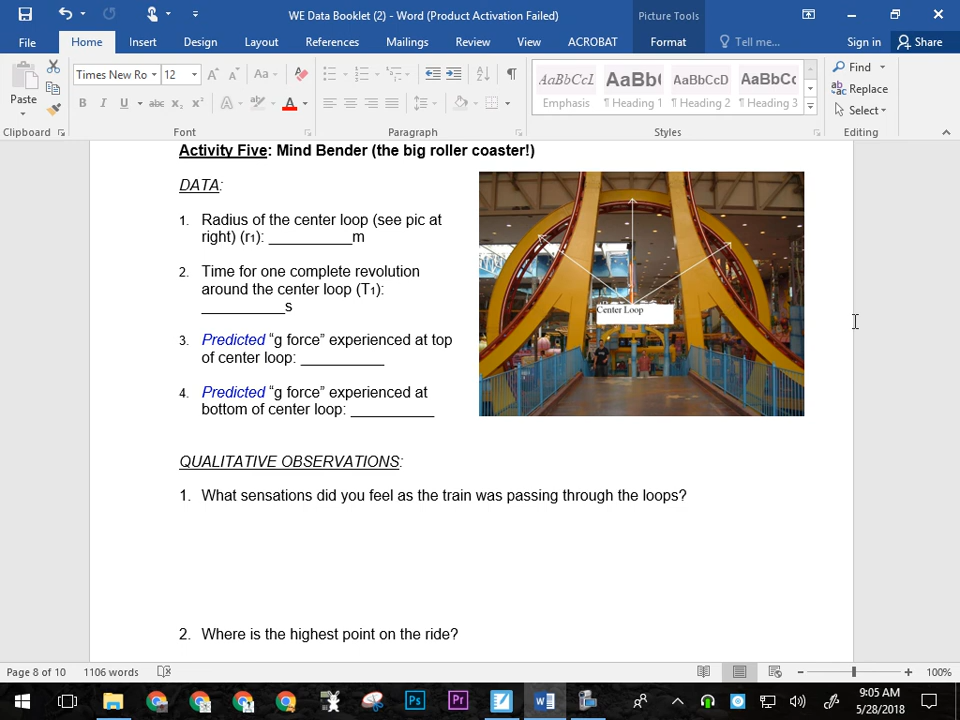 WE Data Booklet (2) - Word (Product Activation Failed)
Picture Tools
File
Home
Insert
Design
Layout
References
Mailings
Review
View
ACROBAT
Format
Tell me...
Sign in
Share
Paste
Times New Ro
12
Aa
B I U abc x₂ x²
AaBbCcL
AaBb(
AaBbCcD
AaBbCc
Emphasis
¶ Heading 1
¶ Heading 2
¶ Heading 3
Find
Replace
Select
Clipboard
Font
Paragraph
Styles
Editing
Activity Five: Mind Bender (the big roller coaster!)
DATA:
1. Radius of the center loop (see pic at
right) (r1): __________m
2. Time for one complete revolution
around the center loop (T1):
__________s
3. Predicted “g force” experienced at top
of center loop: __________
4. Predicted “g force” experienced at
bottom of center loop: __________
Center Loop
QUALITATIVE OBSERVATIONS:
1. What sensations did you feel as the train was passing through the loops?
2. Where is the highest point on the ride?
Page 8 of 10
1106 words
100%
Ps
Pr
9:05 AM
5/28/2018